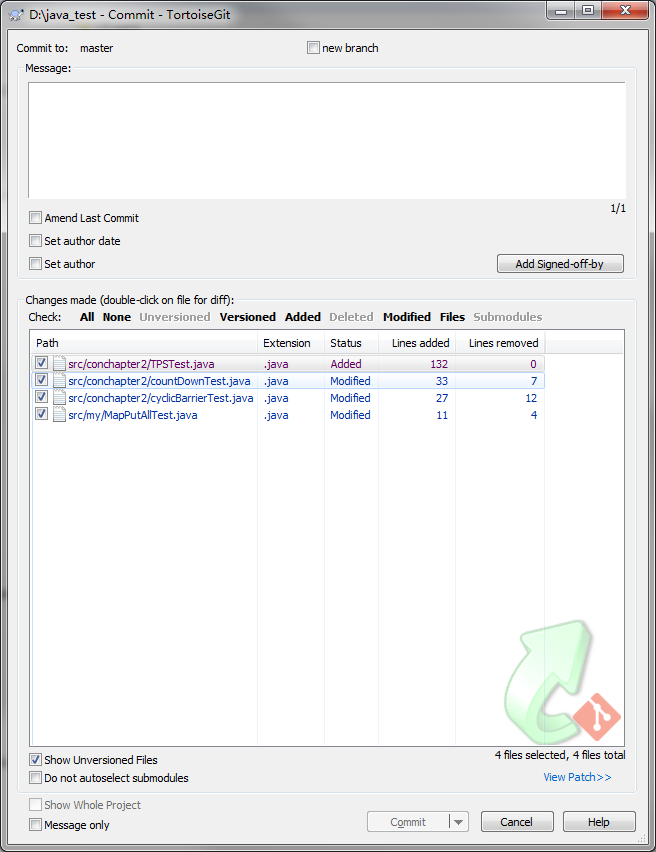 D:\java_test - Commit - TortoiseGit
Commit to: master new branch
Message:
1/1
Amend Last Commit
Set author date
Set author Add Signed-off-by
Changes made (double-click on file for diff):
Check: All None Unversioned Versioned Added Deleted Modified Files Submodules
Path Extension Status Lines added Lines removed
src/conchapter2/TPSTest.java .java Added 132 0
src/conchapter2/countDownTest.java .java Modified 33 7
src/conchapter2/cyclicBarrierTest.java .java Modified 27 12
src/my/MapPutAllTest.java .java Modified 11 4
Show Unversioned Files 4 files selected, 4 files total
Do not autoselect submodules View Patch>>
Show Whole Project
Message only Commit Cancel Help